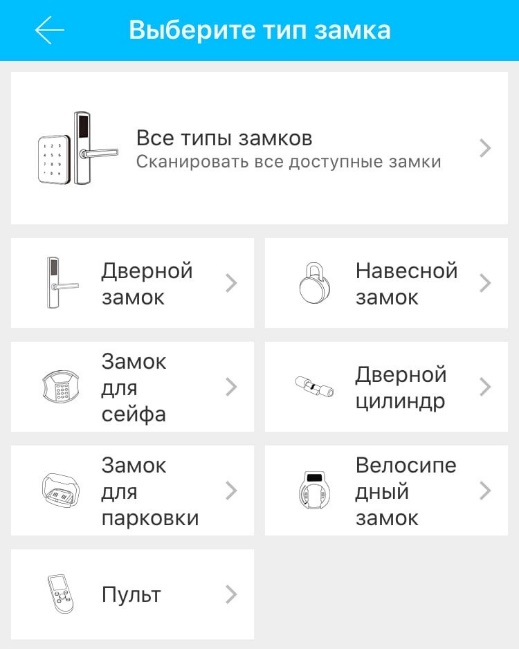 Выберите тип замка
Все типы замков
Сканировать все доступные замки
Дверной
замок
Навесной
замок
Замок
для
сейфа
Дверной
цилиндр
Замок
для
парковки
Велосипе
дный
замок
Пульт